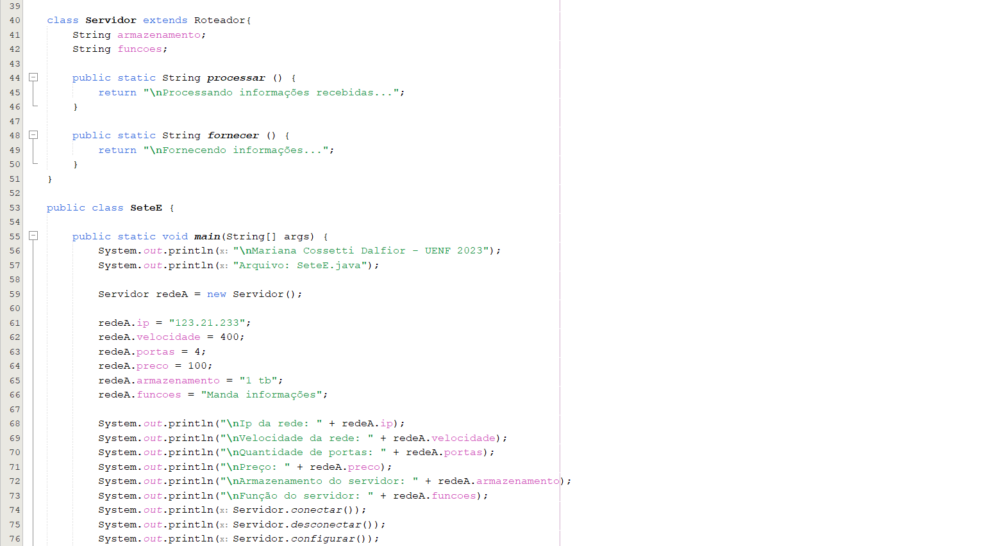 39
40 class Servidor extends Roteador{
41 String armazenamento;
42 String funcoes;
43
44 public static String processar () {
45 return "\nProcessando informações recebidas...";
46 }
47
48 public static String fornecer () {
49 return "\nFornecendo informações...";
50 }
51 }
52
53 public class SeteE {
54
55 public static void main(String[] args) {
56 System.out.println(x: "\nMariana Cossetti Dalfior - UENF 2023");
57 System.out.println(x: "Arquivo: SeteE.java");
58
59 Servidor redeA = new Servidor();
60
61 redeA.ip = "123.21.233";
62 redeA.velocidade = 400;
63 redeA.portas = 4;
64 redeA.preco = 100;
65 redeA.armazenamento = "1 tb";
66 redeA.funcoes = "Manda informações";
67
68 System.out.println("\nIp da rede: " + redeA.ip);
69 System.out.println("\nVelocidade da rede: " + redeA.velocidade);
70 System.out.println("\nQuantidade de portas: " + redeA.portas);
71 System.out.println("\nPreço: " + redeA.preco);
72 System.out.println("\nArmazenamento do servidor: " + redeA.armazenamento);
73 System.out.println("\nFunção do servidor: " + redeA.funcoes);
74 System.out.println(x: Servidor.conectar());
75 System.out.println(x: Servidor.desconectar());
76 System.out.println(x: Servidor.configurar());